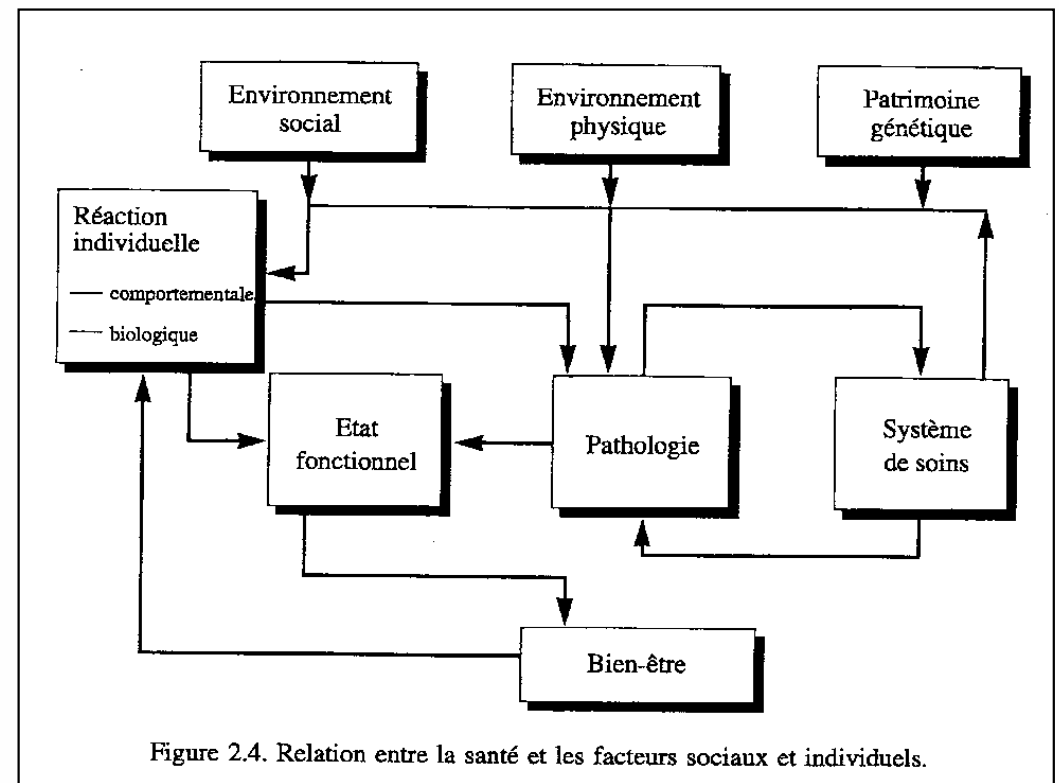 Environnement
social
Environnement
physique
Patrimoine
génétique
Réaction
individuelle
— comportementale
— biologique
Etat
fonctionnel
Pathologie
Système
de soins
Bien-être
Figure 2.4. Relation entre la santé et les facteurs sociaux et individuels.